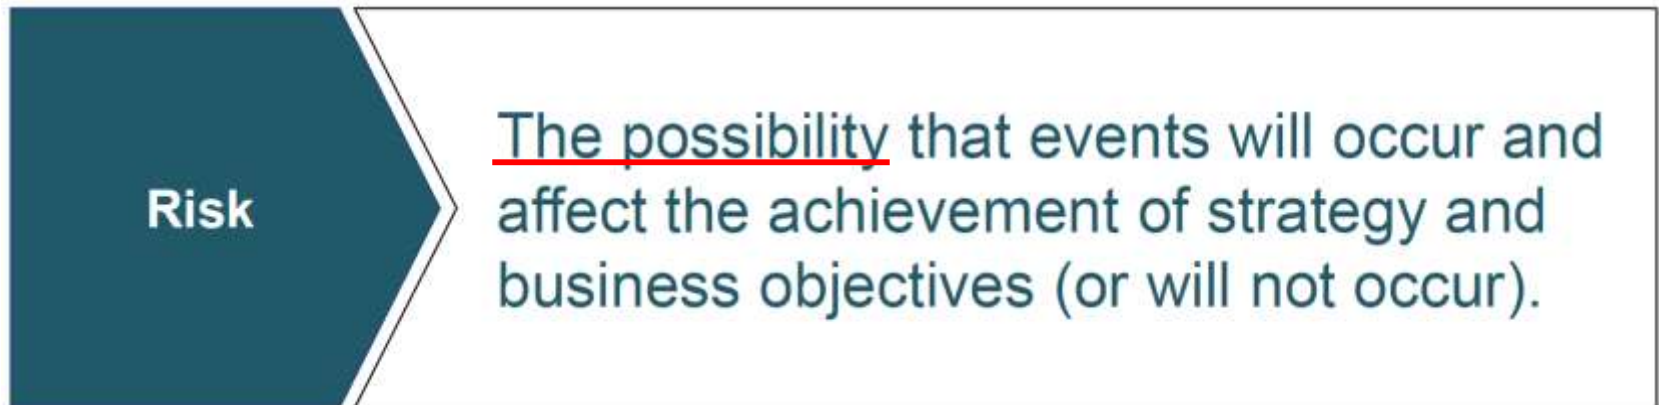 Risk
The possibility that events will occur and
affect the achievement of strategy and
business objectives (or will not occur).